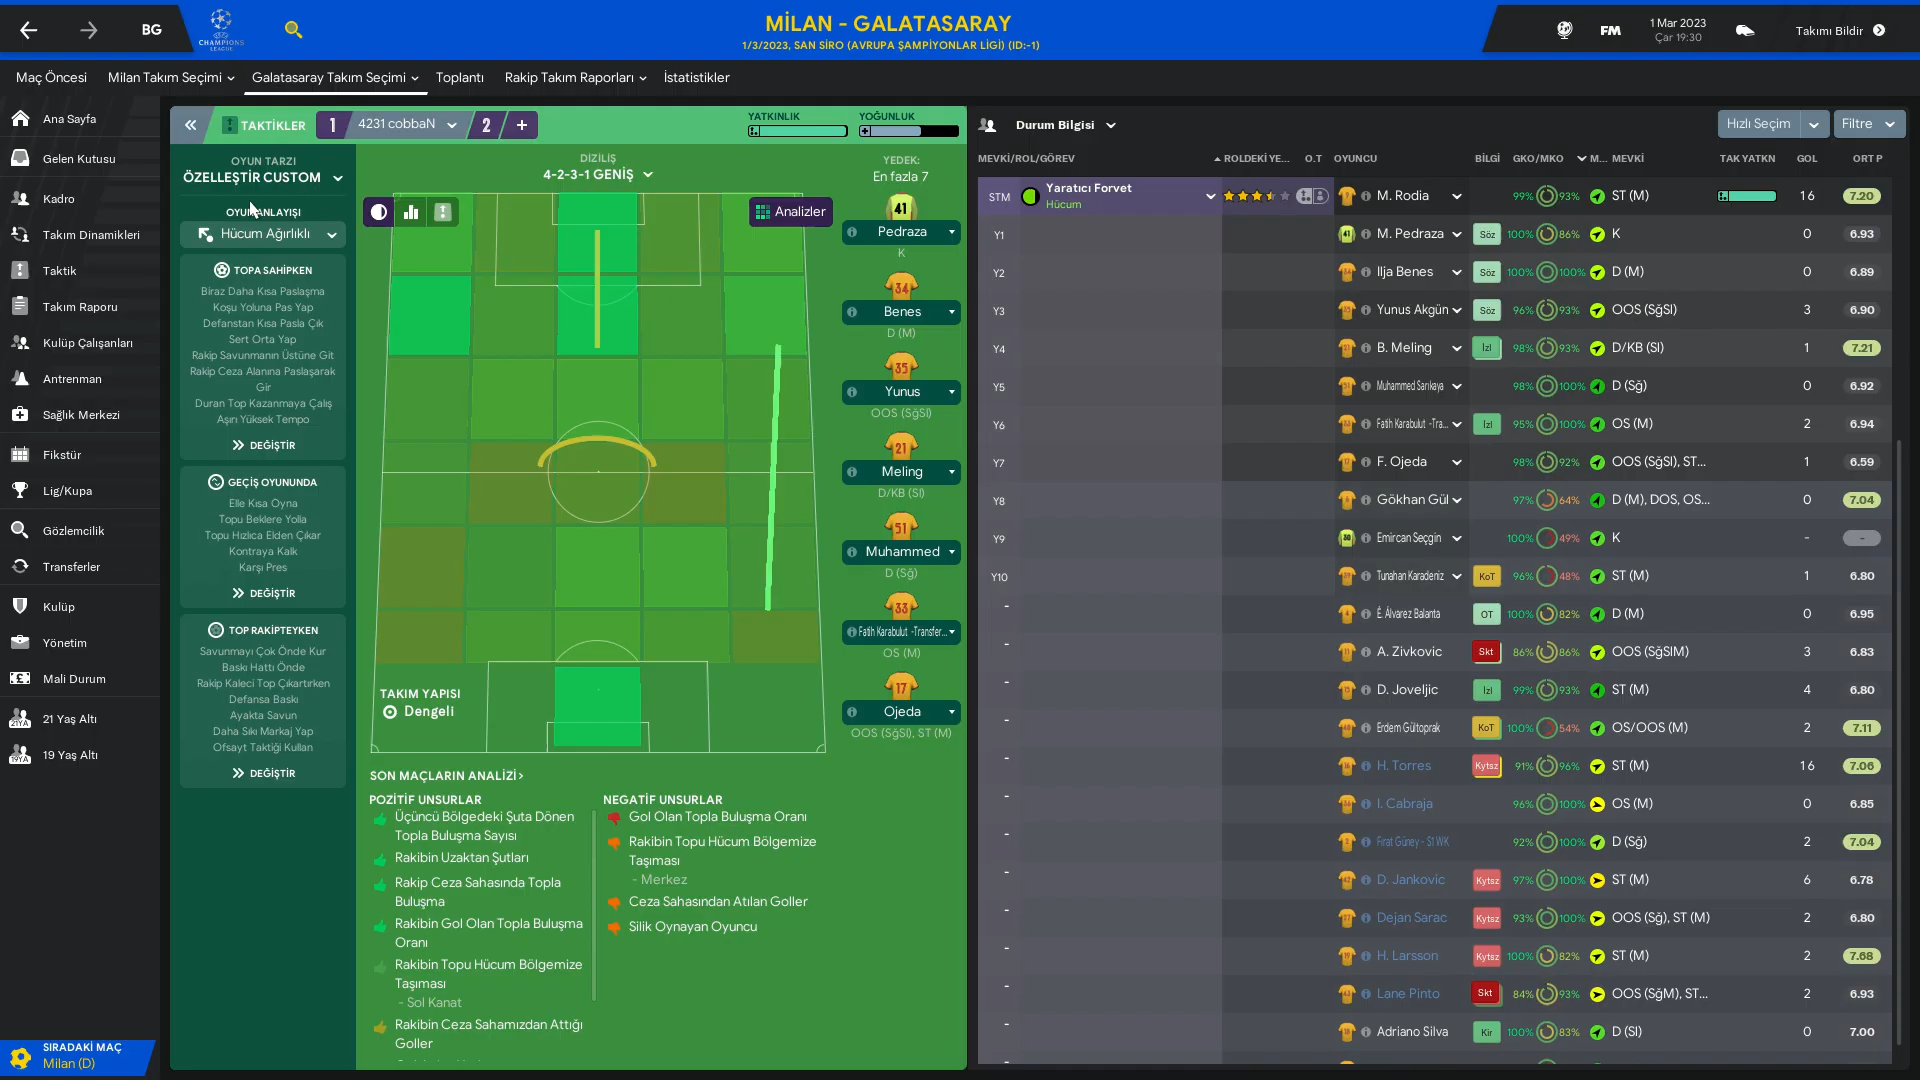 BG
CHAMPIONS LEAGUE
MİLAN - GALATASARAY
1/3/2023, SAN SİRO (AVRUPA ŞAMPİYONLAR LİGİ) (ID:-1)
FM
1 Mar 2023
Çar 19:30
Takımı Bildir
Maç Öncesi
Milan Takım Seçimi
Galatasaray Takım Seçimi
Toplantı
Rakip Takım Raporları
İstatistikler
Ana Sayfa
Gelen Kutusu
Kadro
Takım Dinamikleri
Taktik
Takım Raporu
Kulüp Çalışanları
Antrenman
Sağlık Merkezi
Fikstür
Lig/Kupa
Gözlemcilik
Transferler
Kulüp
Yönetim
Mali Durum
21 Yaş Altı
19 Yaş Altı
SIRADAKİ MAÇ
Milan (D)
TAKTİKLER
1 4231 cobbaN 2 +
YATKINLIK
YOĞUNLUK
OYUN TARZI
ÖZELLEŞTİR CUSTOM
OYUN ANLAYIŞI
Hücum Ağırlıklı
TOPA SAHİPKEN
Biraz Daha Kısa Paslaşma
Koşu Yoluna Pas Yap
Defanstan Kısa Pasla Çık
Sert Orta Yap
Rakip Savunmanın Üstüne Git
Rakip Ceza Alanına Paslaşarak
Gir
Duran Top Kazanmaya Çalış
Aşırı Yüksek Tempo
DEĞİŞTİR
GEÇİŞ OYUNUNDA
Elle Kısa Oyna
Topu Beklere Yolla
Topu Hızlıca Elden Çıkar
Kontraya Kalk
Karşı Pres
DEĞİŞTİR
TOP RAKİPTEYKEN
Savunmayı Çok Önde Kur
Baskı Hattı Önde
Rakip Kaleci Top Çıkartırken
Defansa Baskı
Ayakta Savun
Daha Sıkı Markaj Yap
Ofsayt Taktiği Kullan
DEĞİŞTİR
DİZİLİŞ
4-2-3-1 GENİŞ
Analizler
TAKIM YAPISI
Dengeli
YEDEK:
En fazla 7
41
Pedraza
K
34
Benes
D (M)
35
Yunus
OOS (SğSl)
21
Meling
D/KB (Sl)
51
Muhammed
D (Sğ)
33
Fatih Karabulut -Transfer...
OS (M)
17
Ojeda
OOS (SğSl), ST (M)
SON MAÇLARIN ANALİZİ›
POZİTİF UNSURLAR
Üçüncü Bölgedeki Şuta Dönen
Topla Buluşma Sayısı
Rakibin Uzaktan Şutları
Rakip Ceza Sahasında Topla
Buluşma
Rakibin Gol Olan Topla Buluşma
Oranı
Rakibin Topu Hücum Bölgemize
Taşıması
- Sol Kanat
Rakibin Ceza Sahamızdan Attığı
Goller
NEGATİF UNSURLAR
Gol Olan Topla Buluşma Oranı
Rakibin Topu Hücum Bölgemize
Taşıması
- Merkez
Ceza Sahasından Atılan Goller
Silik Oynayan Oyuncu
Durum Bilgisi
Hızlı Seçim
Filtre
MEVKİ/ROL/GÖREV ROLDEKİ YE... O.T OYUNCU BİLGİ GKO/MKO M... MEVKİ TAK YATKN GOL ORT P
STM Yaratıcı Forvet M. Rodia 99% 93% ST (M) 16 7.20
Hücum
Y1 M. Pedraza Söz 100% 86% K 0 6.93
Y2 Ilja Benes Söz 100% 100% D (M) 0 6.89
Y3 Yunus Akgün Söz 96% 93% OOS (SğSl) 3 6.90
Y4 B. Meling İzl 98% 93% D/KB (Sl) 1 7.21
Y5 Muhammed Sarıkaya 98% 100% D (Sğ) 0 6.92
Y6 Fatih Karabulut -Tra... İzl 95% 100% OS (M) 2 6.94
Y7 F. Ojeda 98% 92% OOS (SğSl), ST... 1 6.59
Y8 Gökhan Gül 97% 64% D (M), DOS, OS... 0 7.04
Y9 Emircan Seçgin 100% 49% K - -
Y10 Tunahan Karadeniz KoT 96% 48% ST (M) 1 6.80
- É. Álvarez Balanta OT 100% 82% D (M) 0 6.95
- A. Zivkovic Skt 86% 86% OOS (SğSlM) 3 6.83
- D. Joveljic İzl 99% 93% ST (M) 4 6.80
- Erdem Gültoprak KoT 100% 54% OS/OOS (M) 2 7.11
- H. Torres Kytsz 91% 96% ST (M) 16 7.06
- I. Cabraja 96% 100% OS (M) 0 6.85
- Fırat Güney - S1 WK 92% 100% D (Sğ) 2 7.04
- D. Jankovic Kytsz 97% 100% ST (M) 6 6.78
- Dejan Sarac Kytsz 93% 100% OOS (Sğ), ST (M) 2 6.80
- H. Larsson Kytsz 100% 82% ST (M) 2 7.68
- Lane Pinto Skt 84% 93% OOS (SğM), ST... 2 6.93
- Adriano Silva Kir 100% 83% D (Sl) 0 7.00
-